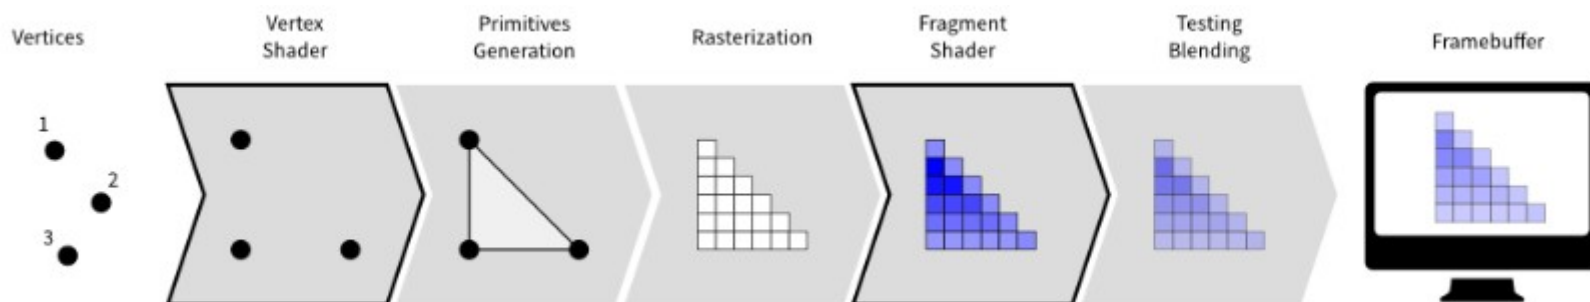 Vertices
Vertex
Shader
Primitives
Generation
Rasterization
Fragment
Shader
Testing
Blending
Framebuffer
1
2
3